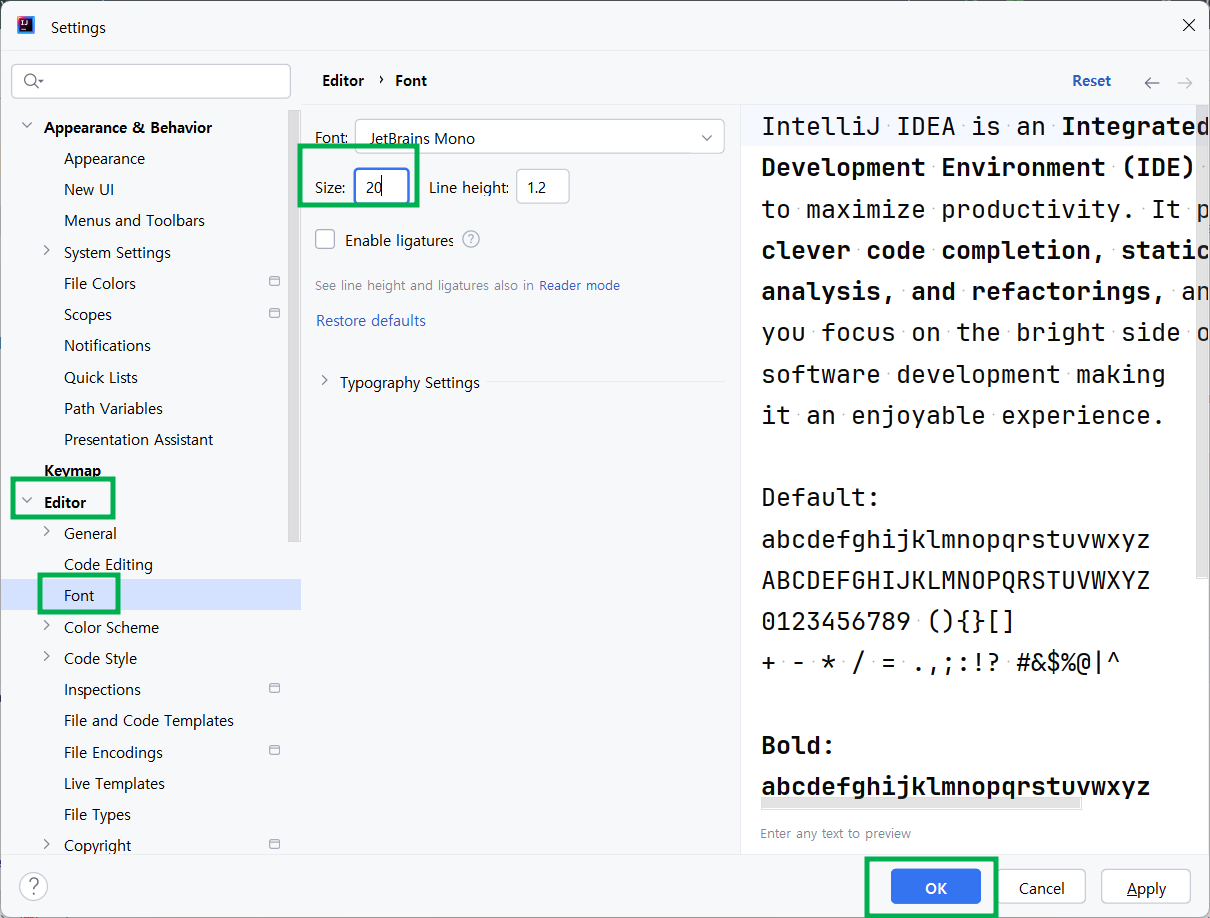 Settings
Editor › Font
Reset
Appearance & Behavior
Appearance
New UI
Menus and Toolbars
System Settings
File Colors
Scopes
Notifications
Quick Lists
Path Variables
Presentation Assistant
Keymap
Editor
General
Code Editing
Font
Color Scheme
Code Style
Inspections
File and Code Templates
File Encodings
Live Templates
File Types
Copyright
Font: JetBrains Mono
Size: 20 Line height: 1.2
Enable ligatures ?
See line height and ligatures also in Reader mode
Restore defaults
Typography Settings
IntelliJ IDEA is an Integrated
Development Environment (IDE)
to maximize productivity. It p
clever code completion, static
analysis, and refactorings, an
you focus on the bright side o
software development making
it an enjoyable experience.
Default:
abcdefghijklmnopqrstuvwxyz
ABCDEFGHIJKLMNOPQRSTUVWXYZ
0123456789 (){}[]
+ - * / = .,;:!? #&$%@|^
Bold:
abcdefghijklmnopqrstuvwxyz
Enter any text to preview
? OK Cancel Apply